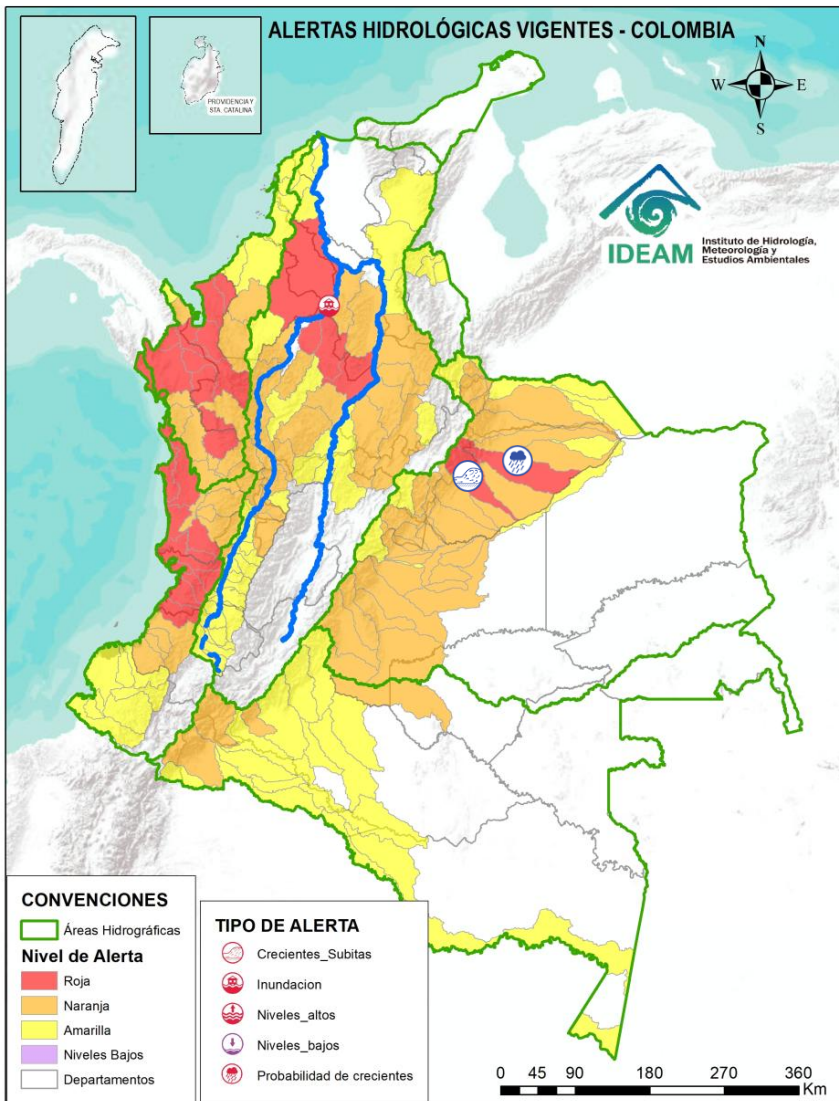 ALERTAS HIDROLÓGICAS VIGENTES - COLOMBIA
PROVIDENCIA Y
STA. CATALINA
N
W
E
S
IDEAM
Instituto de Hidrología,
Meteorología y
Estudios Ambientales
CONVENCIONES
Áreas Hidrográficas
Nivel de Alerta
Roja
Naranja
Amarilla
Niveles Bajos
Departamentos
TIPO DE ALERTA
Crecientes_Subitas
Inundacion
Niveles_altos
Niveles_bajos
Probabilidad de crecientes
0 45 90 180 270 360
Km